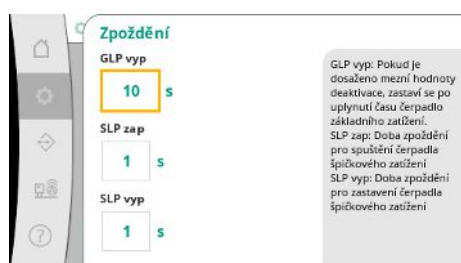 Zpoždění
GLP vyp
10 s
SLP zap
1 s
SLP vyp
1 s
GLP vyp: Pokud je
dosaženo mezní hodnoty
deaktivace, zastaví se po
uplynutí času čerpadlo
základního zatížení.
SLP zap: Doba zpoždění
pro spuštění čerpadla
špičkového zatížení
SLP vyp: Doba zpoždění
pro zastavení čerpadla
špičkového zatížení